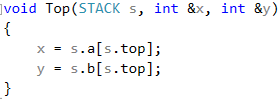 void Top(STACK s, int &x, int &y)
{
    x = s.a[s.top];
    y = s.b[s.top];
}